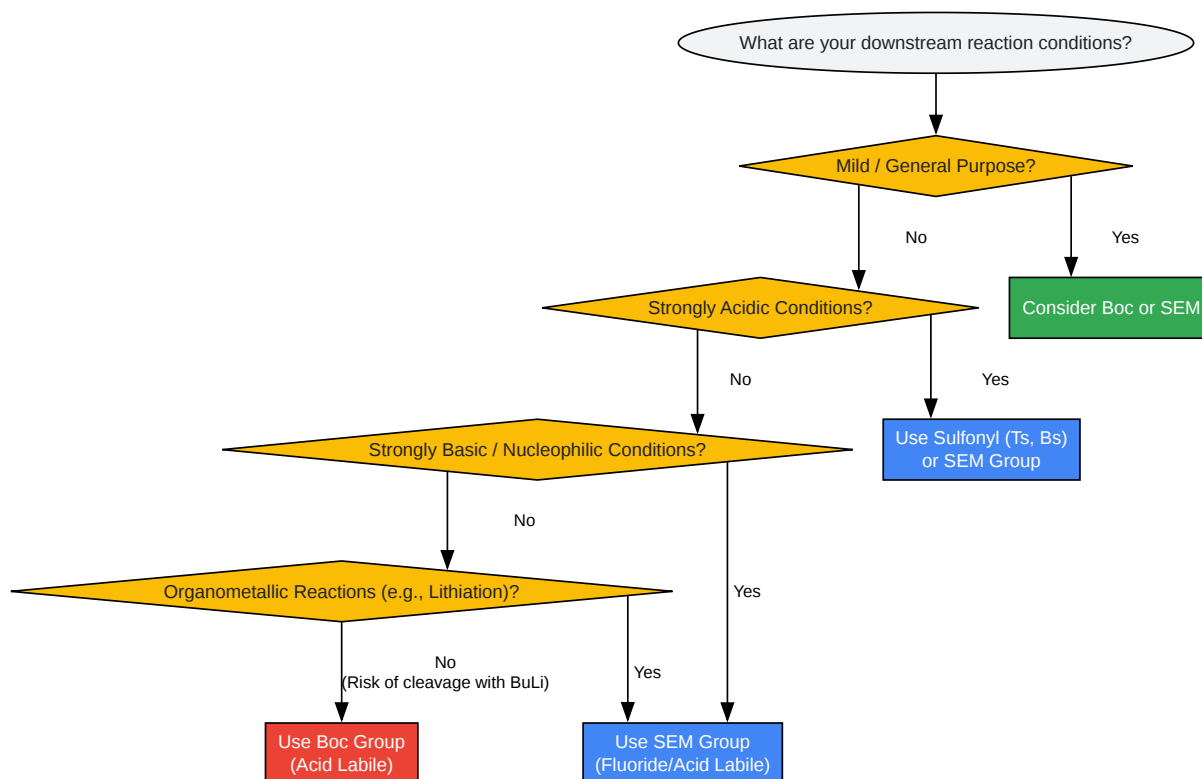 What are your downstream reaction conditions?
Mild / General Purpose?
No
Yes
Strongly Acidic Conditions?
Consider Boc or SEM
No
Yes
Strongly Basic / Nucleophilic Conditions?
Use Sulfonyl (Ts, Bs)
or SEM Group
No
Organometallic Reactions (e.g., Lithiation)?
Yes
No
(Risk of cleavage with BuLi)
Yes
Use Boc Group
(Acid Labile)
Use SEM Group
(Fluoride/Acid Labile)